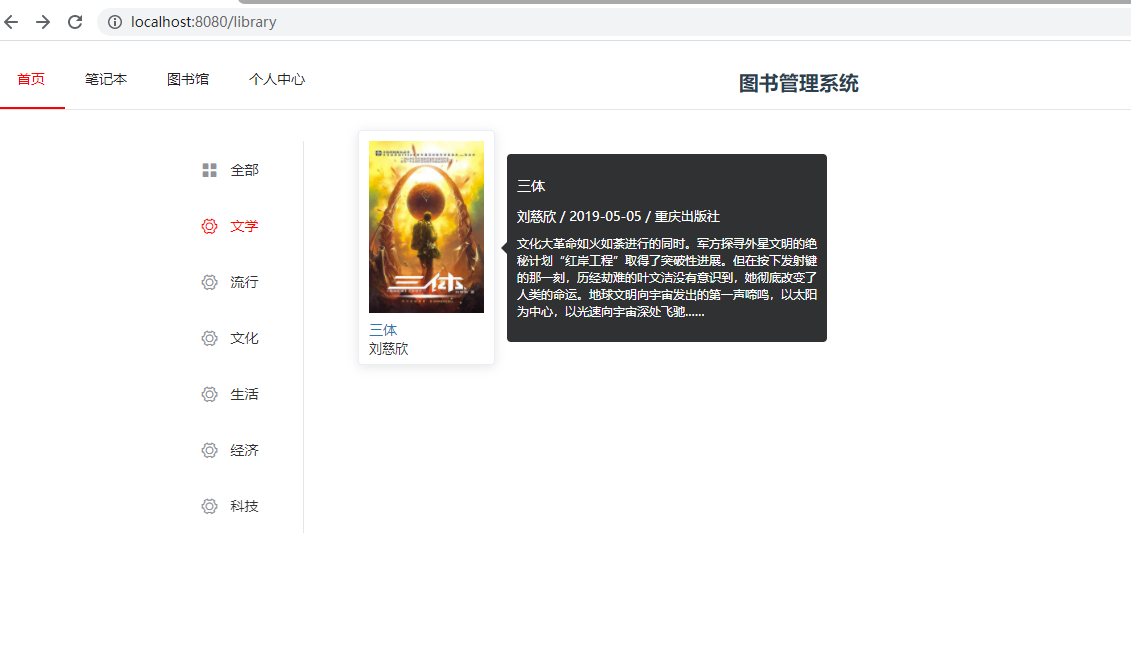 localhost:8080/library
首页 笔记本 图书馆 个人中心 图书管理系统
全部
文学
流行
文化
生活
经济
科技
三体
三体
刘慈欣
三体
刘慈欣 / 2019-05-05 / 重庆出版社
文化大革命如火如荼进行的同时。军方探寻外星文明的绝
秘计划“红岸工程”取得了突破性进展。但在按下发射键
的那一刻，历经劫难的叶文洁没有意识到，她彻底改变了
人类的命运。地球文明向宇宙发出的第一声啼鸣，以太阳
为中心，以光速向宇宙深处飞驰……